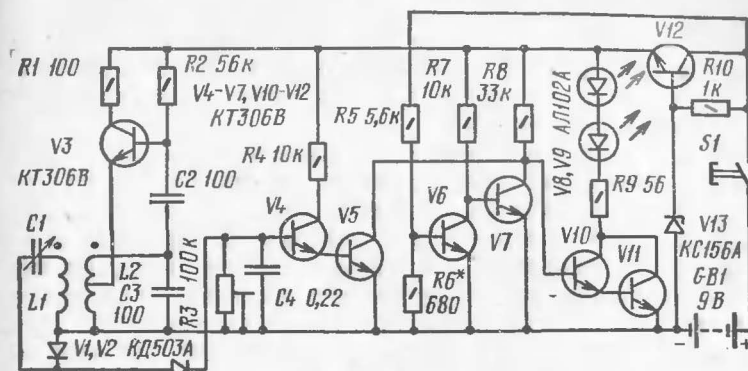 V12
R1 100
R2 56к
V4-V7, V10-V12
КТ306В
R7
10к
R8
33к
R10
1к
V8, V9 АЛ102А
R5 5,6к
V3
КТ306В
R4 10к
S1
C2 100
V4
V5
V6
V7
R9 56
V13
КС156А
GB1
9В
V10
V11
C1
L1
L2
C3
100
R3 100к
C4 0,22
R6*
680
V1, V2 КД503А
- +